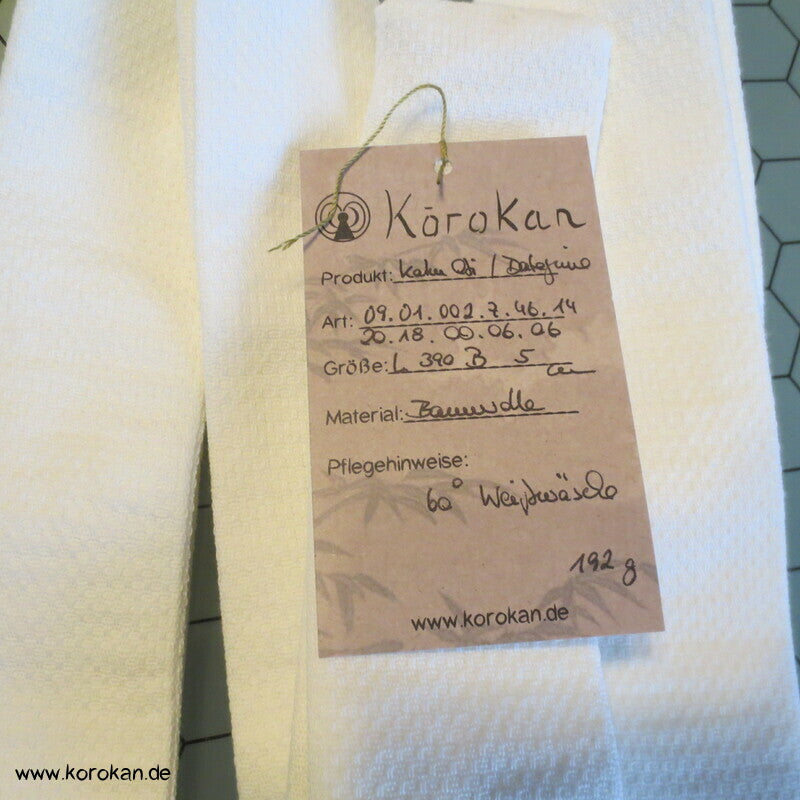 Kōrokan
Produkt: Kaku Obi / Datejime
Art: 09.01.002.7.46.14
20.18.00.06.06
Größe: L 390 B 5 cm
Material: Baumwolle
Pflegehinweise:
60° Weißwäsche
192 g
www.korokan.de
www.korokan.de